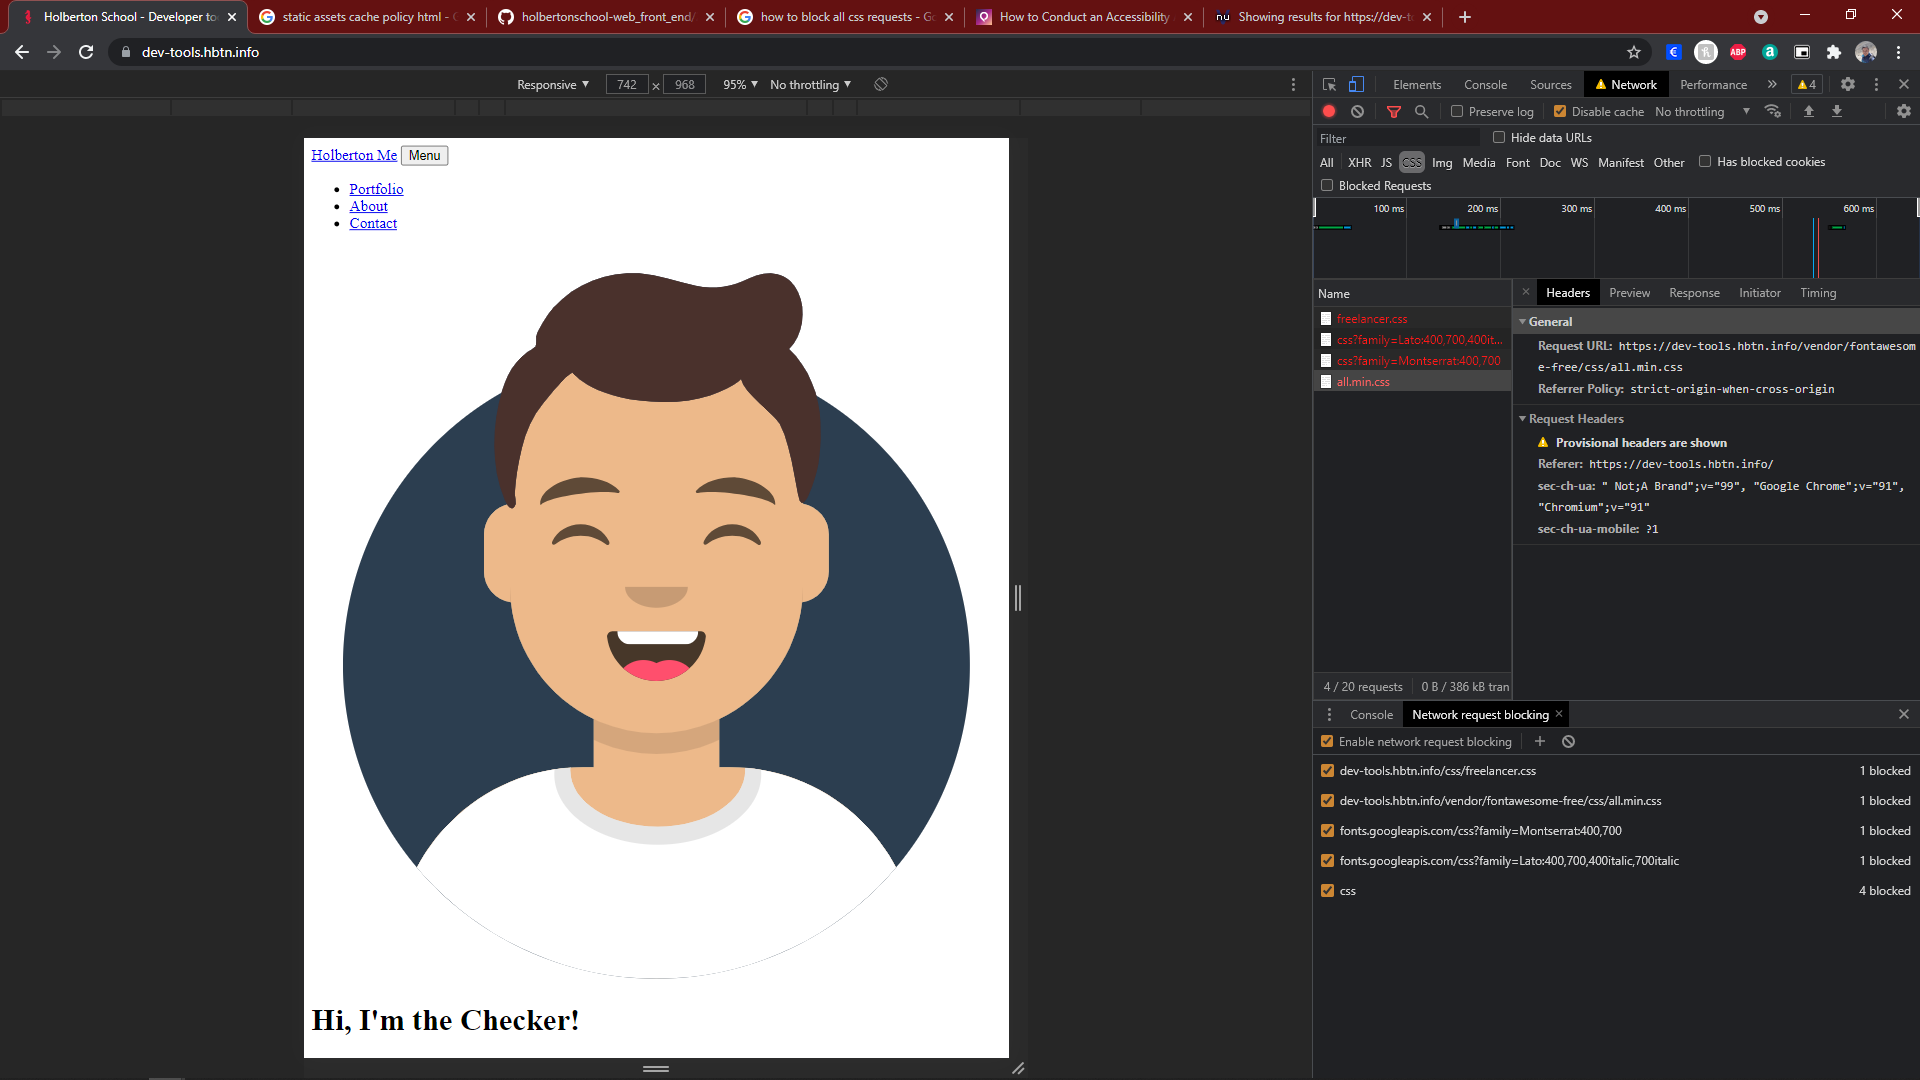 Holberton School - Developer to
static assets cache policy html -
holbertonschool-web_front_end/
how to block all css requests - Go
How to Conduct an Accessibility
Showing results for https://dev-t
dev-tools.hbtn.info
ABP
Responsive
742 × 968
95%
No throttling
Elements
Console
Sources
Network
Performance
4
Preserve log
Disable cache
No throttling
Filter
Hide data URLs
All XHR JS CSS Img Media Font Doc WS Manifest Other Has blocked cookies
Blocked Requests
100 ms 200 ms 300 ms 400 ms 500 ms 600 ms
Name
freelancer.css
css?family=Lato:400,700,400it...
css?family=Montserrat:400,700
all.min.css
4 / 20 requests 0 B / 386 kB tran
Headers Preview Response Initiator Timing
General
Request URL: https://dev-tools.hbtn.info/vendor/fontawesom
e-free/css/all.min.css
Referrer Policy: strict-origin-when-cross-origin
Request Headers
Provisional headers are shown
Referer: https://dev-tools.hbtn.info/
sec-ch-ua: " Not;A Brand";v="99", "Google Chrome";v="91",
"Chromium";v="91"
sec-ch-ua-mobile: ?1
Console
Network request blocking
Enable network request blocking
dev-tools.hbtn.info/css/freelancer.css 1 blocked
dev-tools.hbtn.info/vendor/fontawesome-free/css/all.min.css 1 blocked
fonts.googleapis.com/css?family=Montserrat:400,700 1 blocked
fonts.googleapis.com/css?family=Lato:400,700,400italic,700italic 1 blocked
css 4 blocked
Holberton Me Menu
Portfolio
About
Contact
Hi, I'm the Checker!